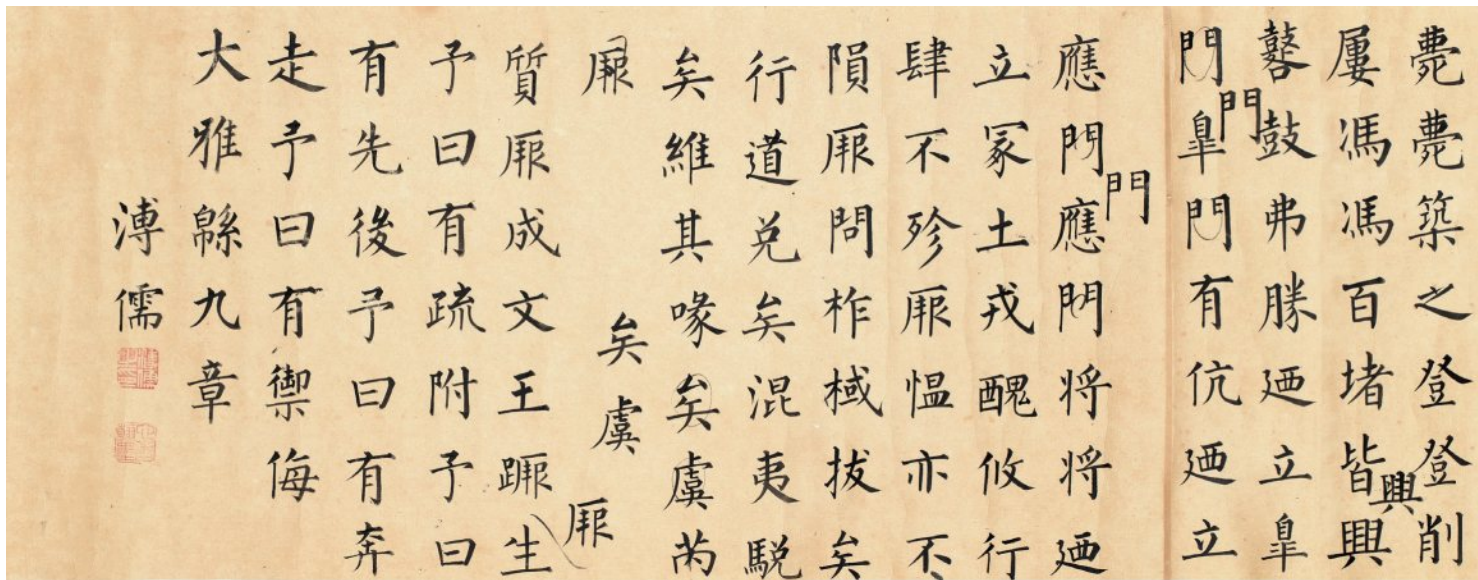 薨薨築之登登削
興
屢馮馮百堵皆興
鼛鼓弗勝廼立皐
門
門皐門有伉廼立
門
應門應門将将廼
立冢土戎醜攸行
肆不殄厥愠亦不
隕厥問柞棫拔矣
行道兑矣混夷駾
矣維其喙矣虞芮
厥
矣虞
厥
質厥成文王蹶生
予曰有疏附予曰
有先後予曰有奔
走予曰有禦侮
大雅緜九章
溥儒